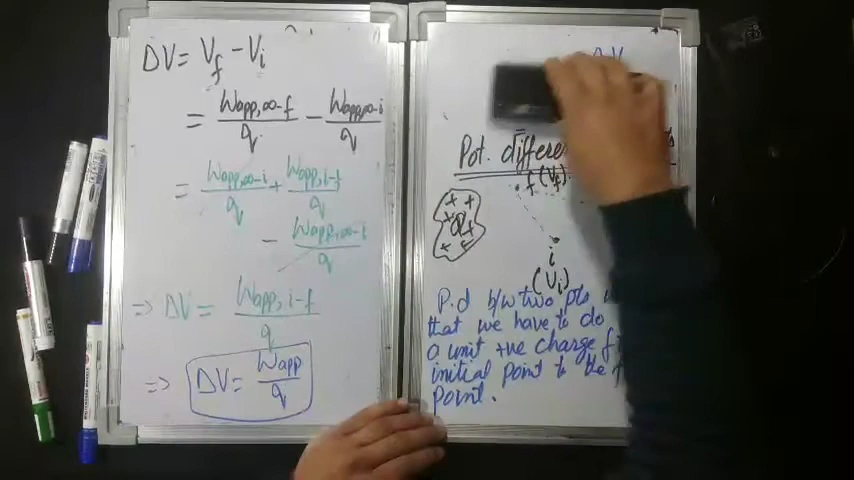 ΔV = Vf - Vi
= Wapp,∞-f/q - Wapp,∞-i/q
= Wapp,∞-i/q + Wapp,i-f/q
- Wapp,∞-i/q
⇒ ΔV = Wapp,i-f/q
⇒ ΔV = Wapp/q
ΔV
Pot.
f (Vf)
+ +
+ Q +
+ +
i
(Vi)
P.d b/w two pts
that we have to do
a unit +ve charge
initial point to the
point.